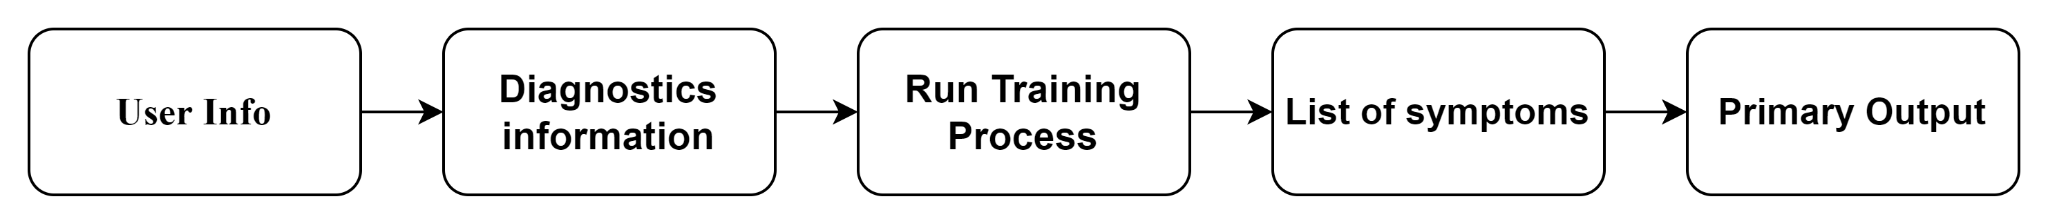 User Info
Diagnostics
information
Run Training
Process
List of symptoms
Primary Output